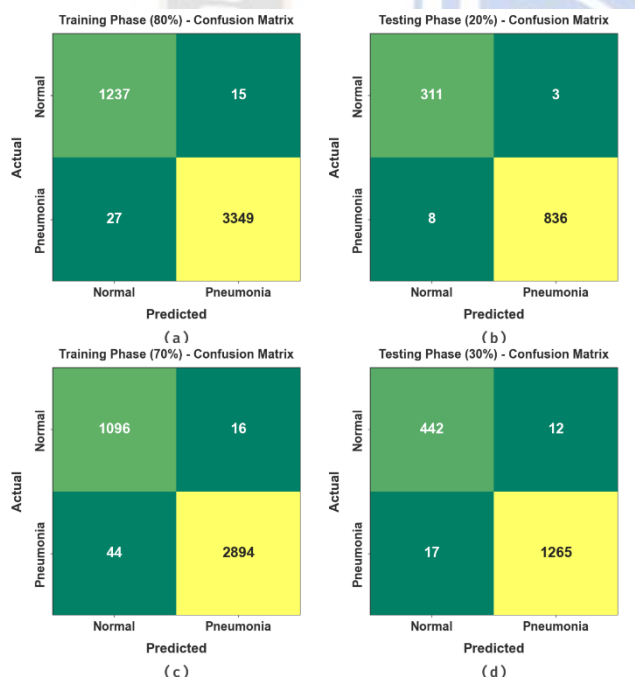 Training Phase (80%) - Confusion Matrix
Actual
Normal
1237
15
Pneumonia
27
3349
Normal
Pneumonia
Predicted
(a)
Testing Phase (20%) - Confusion Matrix
Actual
Normal
311
3
Pneumonia
8
836
Normal
Pneumonia
Predicted
(b)
Training Phase (70%) - Confusion Matrix
Actual
Normal
1096
16
Pneumonia
44
2894
Normal
Pneumonia
Predicted
(c)
Testing Phase (30%) - Confusion Matrix
Actual
Normal
442
12
Pneumonia
17
1265
Normal
Pneumonia
Predicted
(d)